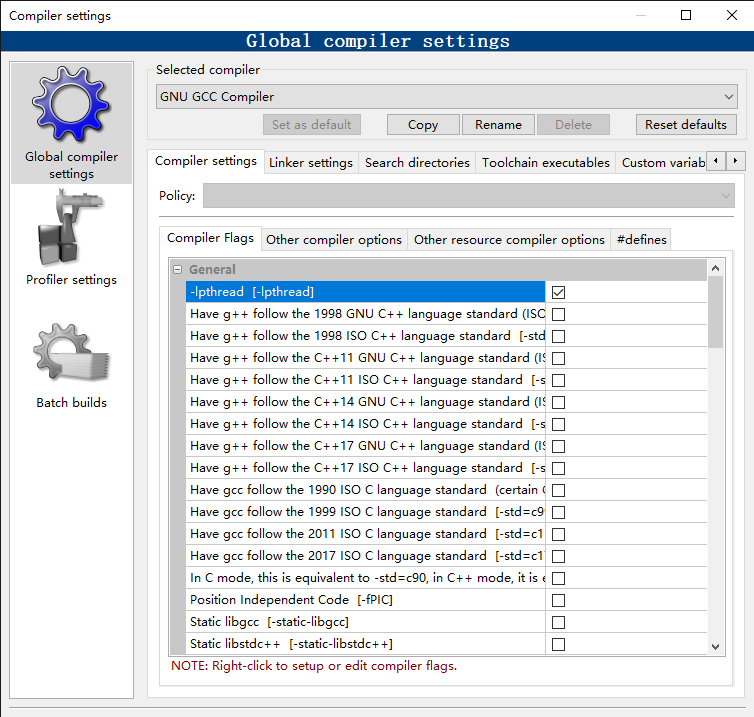 Compiler settings
Global compiler settings
Global compiler
settings
Profiler settings
Batch builds
Selected compiler
GNU GCC Compiler
Set as default Copy Rename Delete Reset defaults
Compiler settings Linker settings Search directories Toolchain executables Custom variab
Policy:
Compiler Flags Other compiler options Other resource compiler options #defines
General
-lpthread [-lpthread]
Have g++ follow the 1998 GNU C++ language standard (ISO
Have g++ follow the 1998 ISO C++ language standard [-std
Have g++ follow the C++11 GNU C++ language standard (IS
Have g++ follow the C++11 ISO C++ language standard [-s
Have g++ follow the C++14 GNU C++ language standard (IS
Have g++ follow the C++14 ISO C++ language standard [-s
Have g++ follow the C++17 GNU C++ language standard (IS
Have g++ follow the C++17 ISO C++ language standard [-s
Have gcc follow the 1990 ISO C language standard (certain G
Have gcc follow the 1999 ISO C language standard [-std=c9
Have gcc follow the 2011 ISO C language standard [-std=c1
Have gcc follow the 2017 ISO C language standard [-std=c1
In C mode, this is equivalent to -std=c90, in C++ mode, it is e
Position Independent Code [-fPIC]
Static libgcc [-static-libgcc]
Static libstdc++ [-static-libstdc++]
NOTE: Right-click to setup or edit compiler flags.